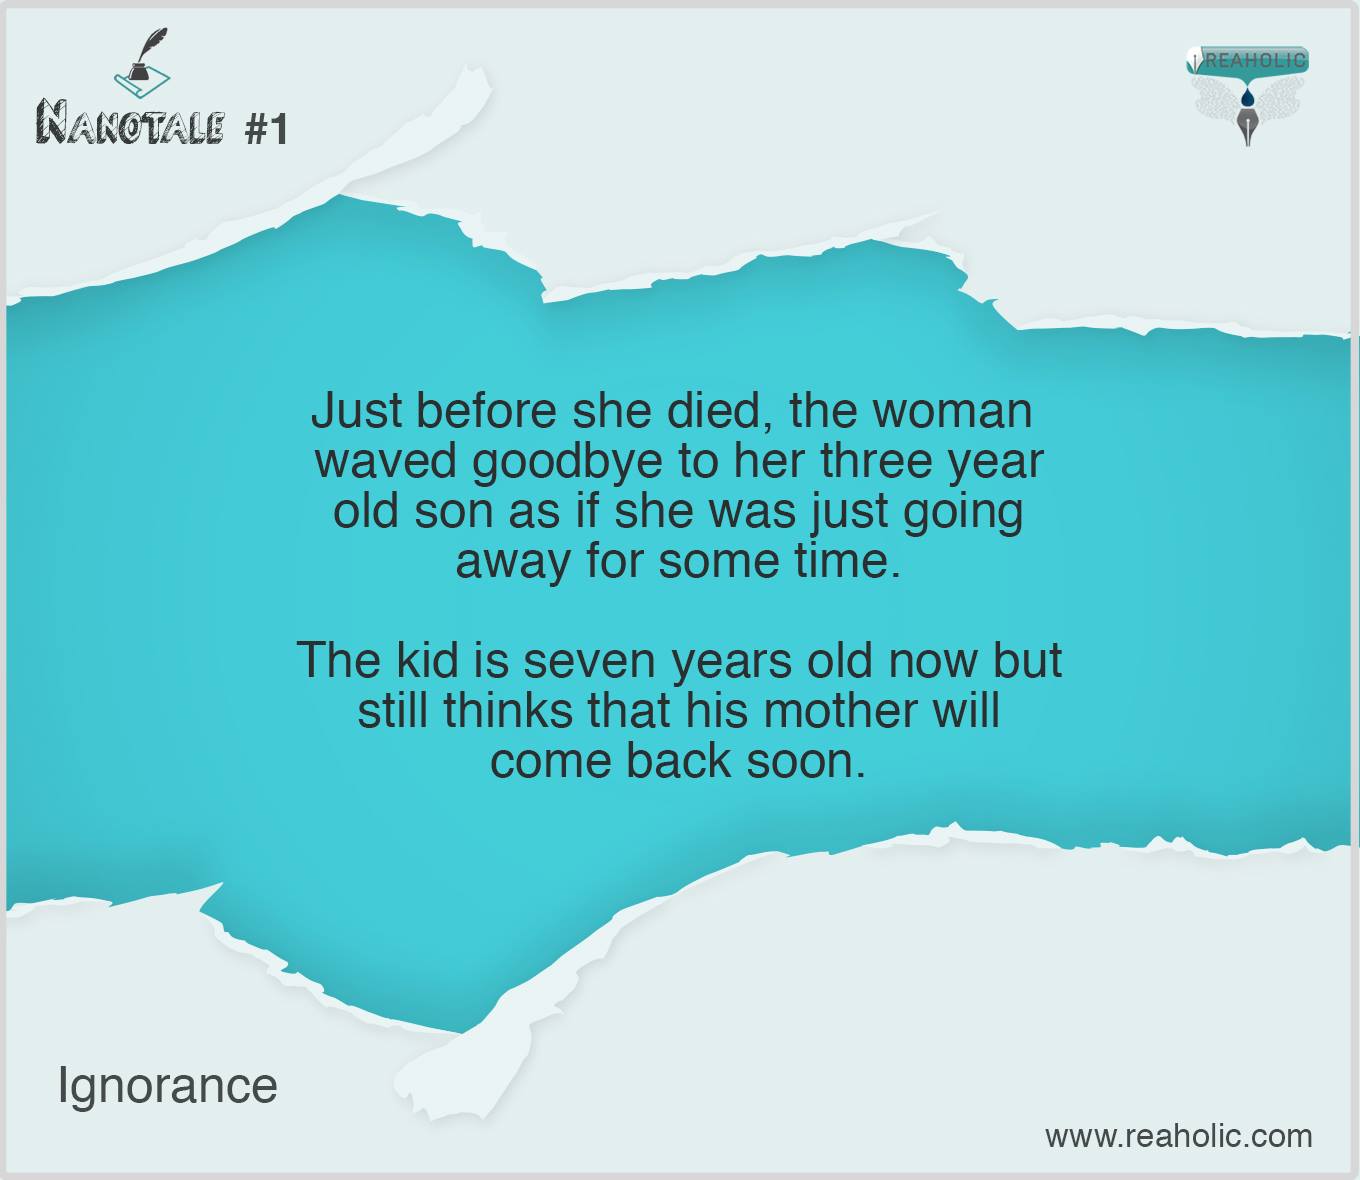 NANOTALE #1
REAHOLIC
Just before she died, the woman
waved goodbye to her three year
old son as if she was just going
away for some time.
The kid is seven years old now but
still thinks that his mother will
come back soon.
Ignorance
www.reaholic.com